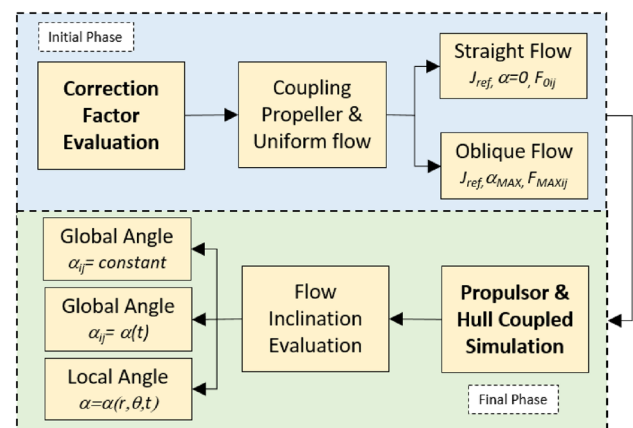 Initial Phase
Correction
Factor
Evaluation
Coupling
Propeller &
Uniform flow
Straight Flow
J_ref, α=0, F_0ij
Oblique Flow
J_ref, α_MAX, F_MAXij
Global Angle
α_ij= constant
Global Angle
α_ij= α(t)
Local Angle
α=α(r,θ,t)
Flow
Inclination
Evaluation
Propulsor &
Hull Coupled
Simulation
Final Phase